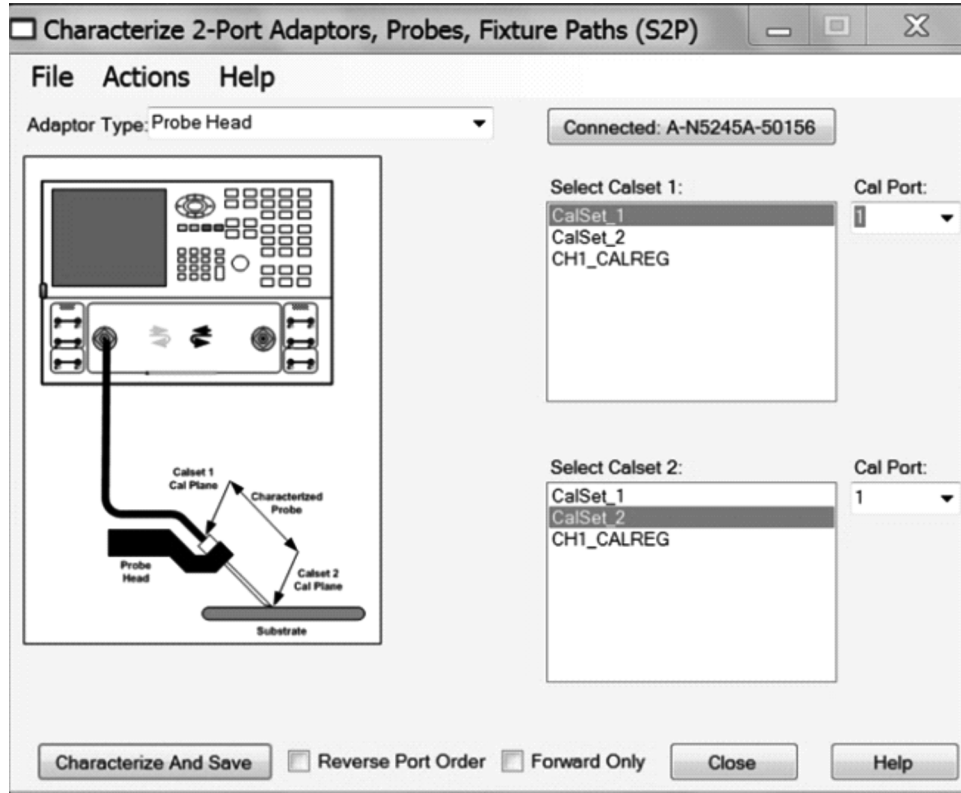 Characterize 2-Port Adaptors, Probes, Fixture Paths (S2P)
File Actions Help
Adaptor Type: Probe Head
Connected: A-N5245A-50156
Select Calset 1: Cal Port:
CalSet_1 1
CalSet_2
CH1_CALREG
Calset 1
Cal Plane
Characterized
Probe
Probe
Head
Calset 2
Cal Plane
Substrate
Select Calset 2: Cal Port:
CalSet_1 1
CalSet_2
CH1_CALREG
Characterize And Save Reverse Port Order Forward Only Close Help